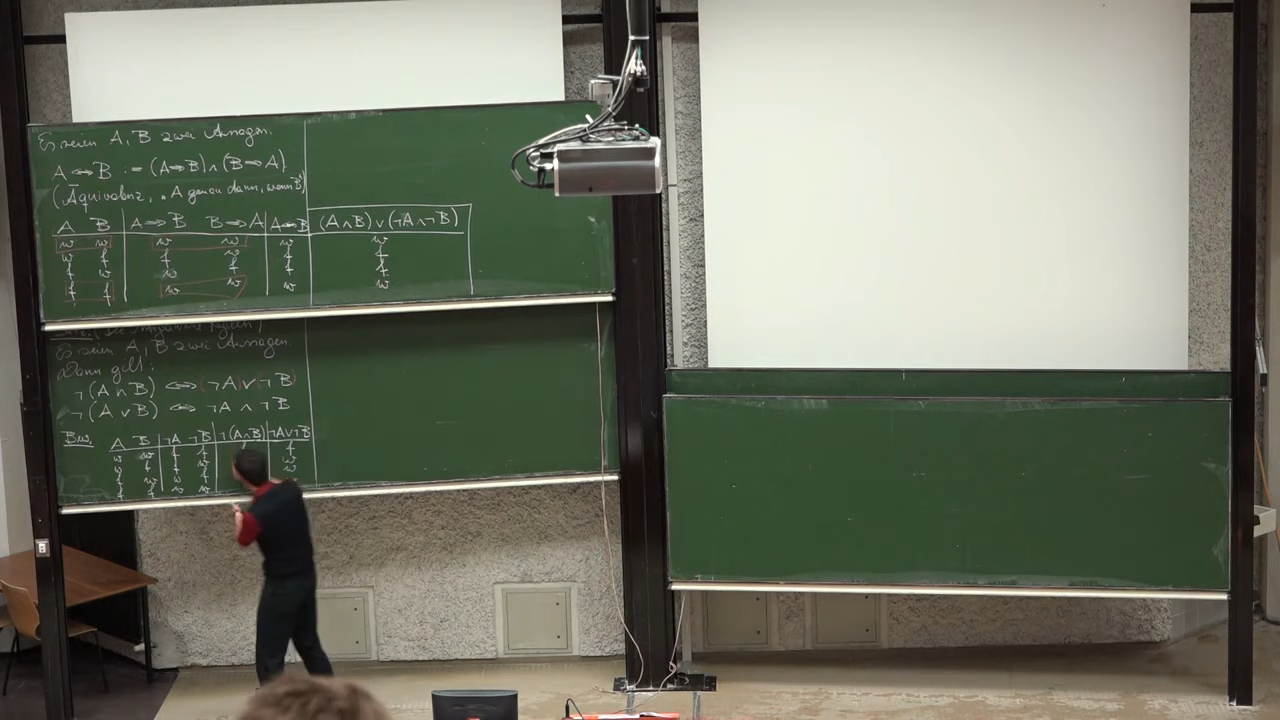 Es seien A, B zwei Aussagen.
A ⇔ B := (A ⇒ B) ∧ (B ⇒ A)
(Äquivalenz, „A genau dann, wenn B“)
A B | A ⇒ B B ⇒ A | A ⇔ B | (A ∧ B) ∨ (¬A ∧ ¬B)
w w | w w | w | w
w f | f w | f | f
f w | w f | f | f
f f | w w | w | w
Es seien A, B zwei Aussagen.
Dann gilt:
¬(A ∧ B) ⇔ (¬A) ∨ (¬B)
¬(A ∨ B) ⇔ ¬A ∧ ¬B
Bew. A B | ¬A ¬B | ¬(A ∧ B) | ¬A ∨ ¬B
w w | f f | f | f
w f | f w | w
f w | w f | w
f f | w w